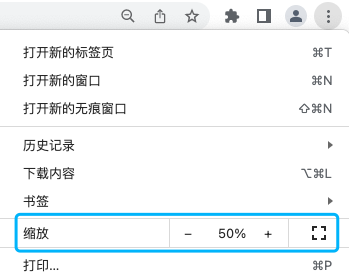 打开新的标签页 ⌘T
打开新的窗口 ⌘N
打开新的无痕窗口 ⇧⌘N
历史记录
下载内容 ⌥⌘L
书签
缩放 － 50% +
打印... ⌘P